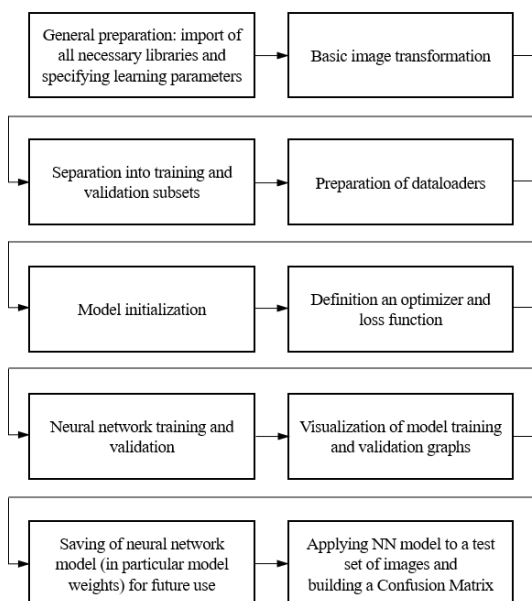 General preparation: import of
all necessary libraries and
specifying learning parameters
Basic image transformation
Separation into training and
validation subsets
Preparation of dataloaders
Model initialization
Definition an optimizer and
loss function
Neural network training and
validation
Visualization of model training
and validation graphs
Saving of neural network
model (in particular model
weights) for future use
Applying NN model to a test
set of images and
building a Confusion Matrix